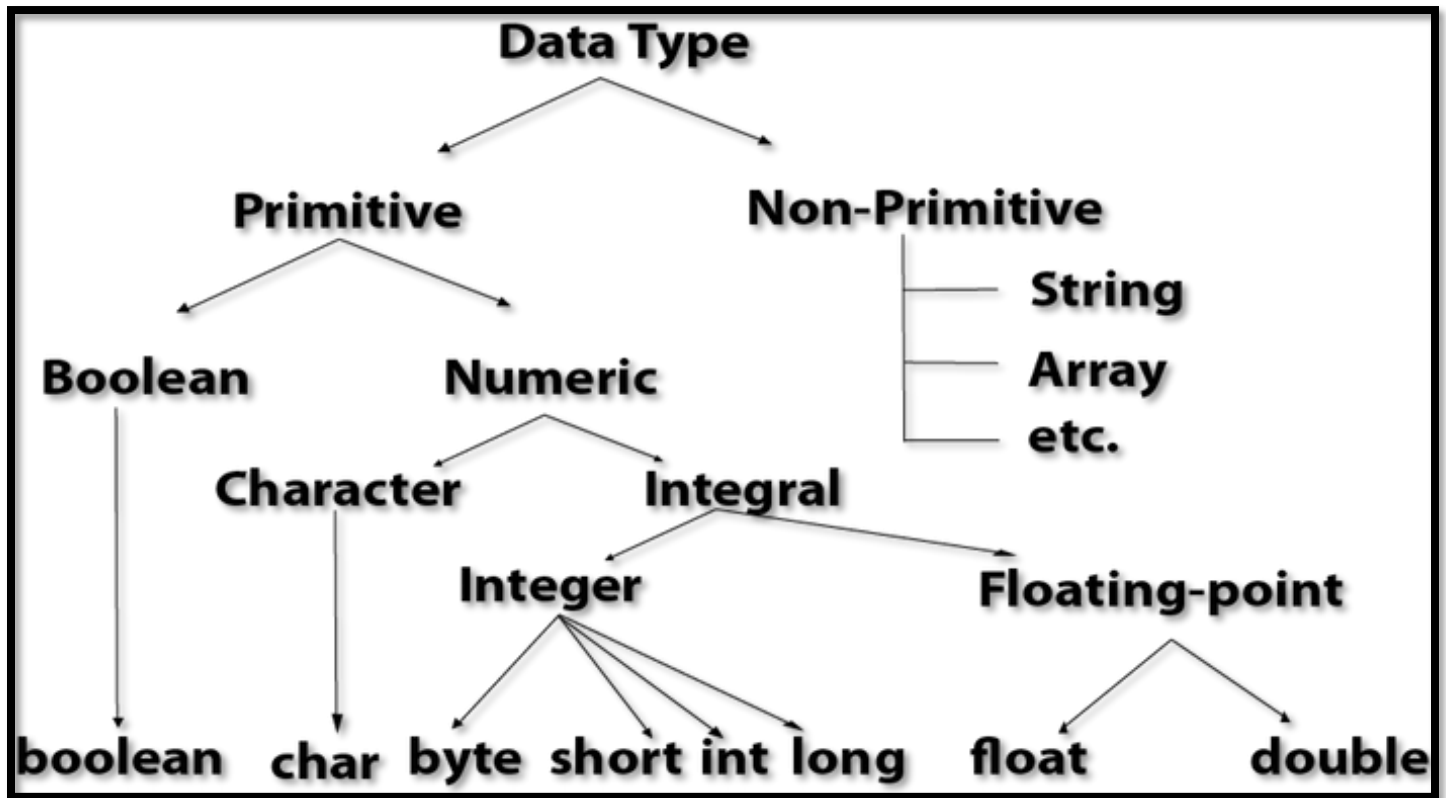 Data Type
Primitive
Non-Primitive
String
Array
etc.
Boolean
Numeric
Character
Integral
Integer
Floating-point
boolean
char
byte
short
int
long
float
double